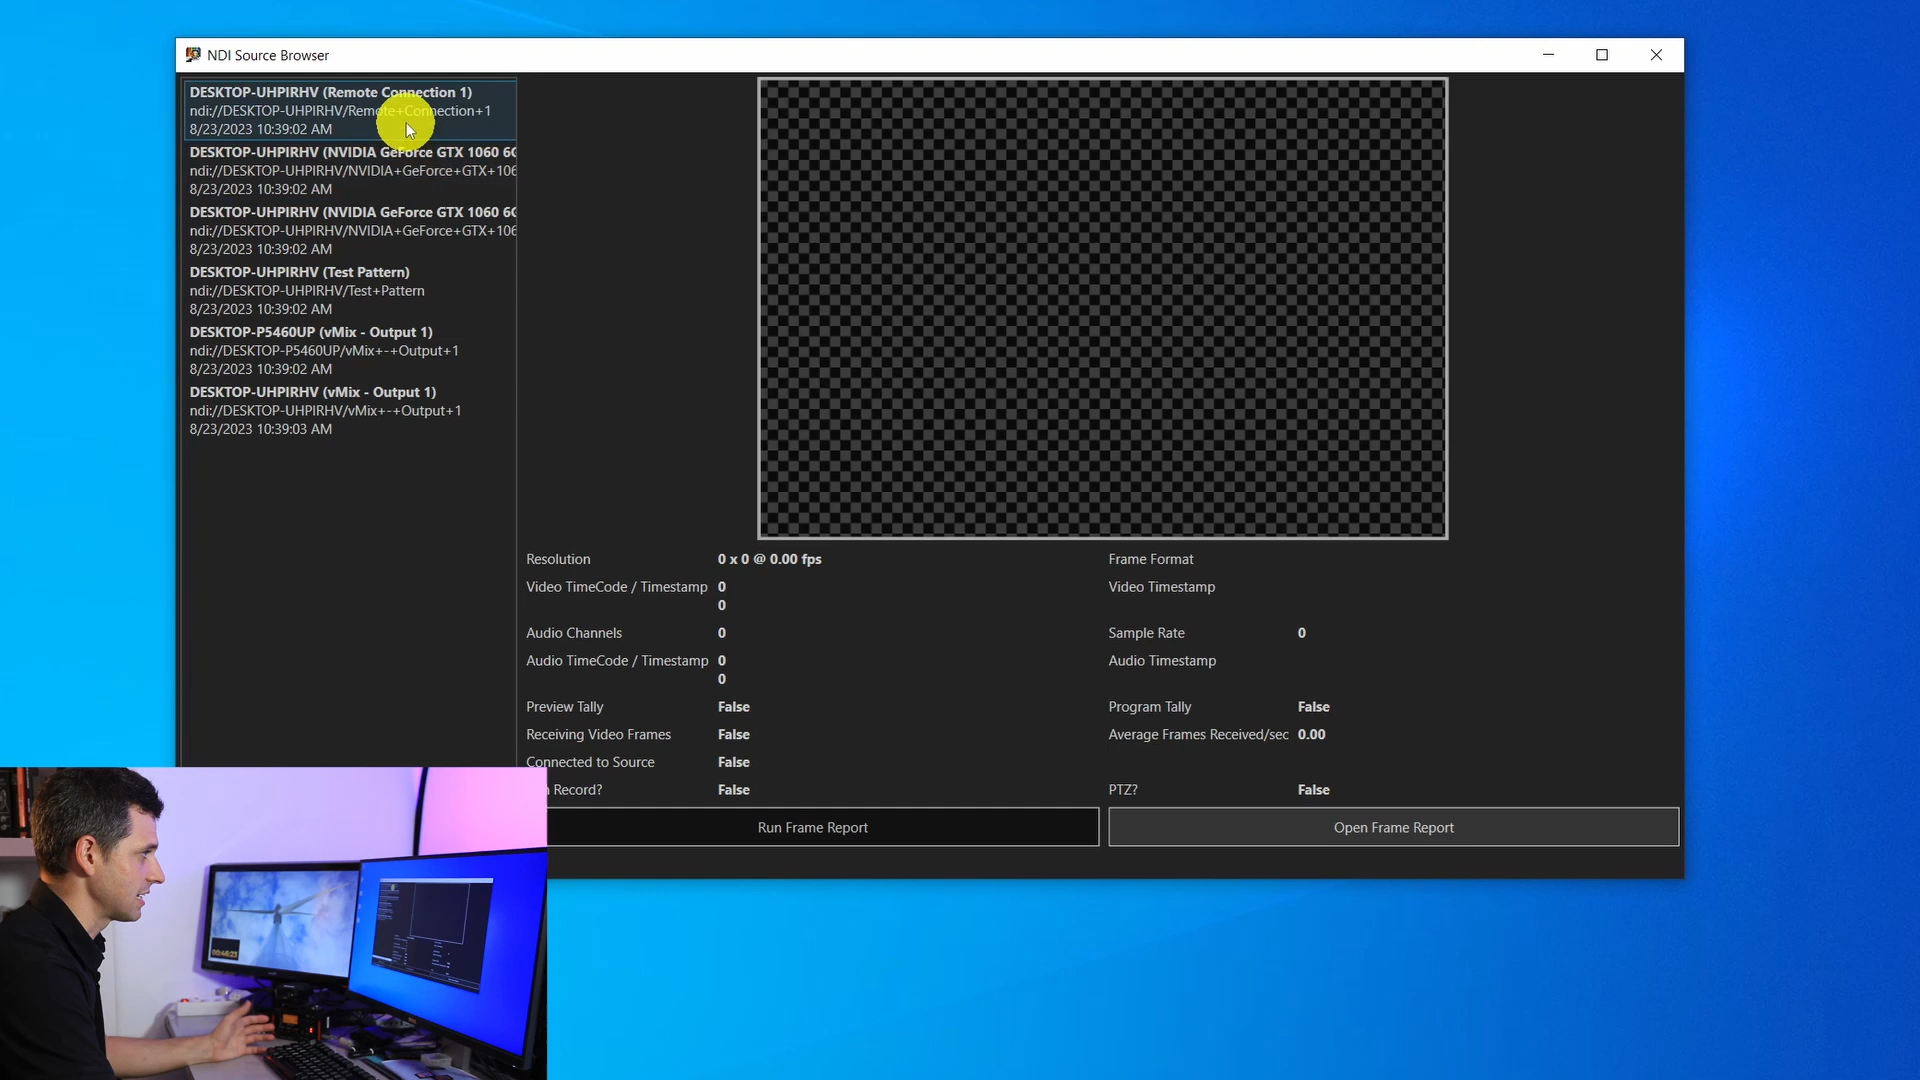 NDI Source Browser
DESKTOP-UHPIRHV (Remote Connection 1)
ndi://DESKTOP-UHPIRHV/Remote+Connection+1
8/23/2023 10:39:02 AM
DESKTOP-UHPIRHV (NVIDIA GeForce GTX 1060 6G
ndi://DESKTOP-UHPIRHV/NVIDIA+GeForce+GTX+106
8/23/2023 10:39:02 AM
DESKTOP-UHPIRHV (NVIDIA GeForce GTX 1060 6G
ndi://DESKTOP-UHPIRHV/NVIDIA+GeForce+GTX+106
8/23/2023 10:39:02 AM
DESKTOP-UHPIRHV (Test Pattern)
ndi://DESKTOP-UHPIRHV/Test+Pattern
8/23/2023 10:39:02 AM
DESKTOP-P5460UP (vMix - Output 1)
ndi://DESKTOP-P5460UP/vMix+-+Output+1
8/23/2023 10:39:02 AM
DESKTOP-UHPIRHV (vMix - Output 1)
ndi://DESKTOP-UHPIRHV/vMix+-+Output+1
8/23/2023 10:39:03 AM
Resolution 0 x 0 @ 0.00 fps Frame Format
Video TimeCode / Timestamp 0 Video Timestamp
0
Audio Channels 0 Sample Rate 0
Audio TimeCode / Timestamp 0 Audio Timestamp
0
Preview Tally False Program Tally False
Receiving Video Frames False Average Frames Received/sec 0.00
Connected to Source False
Record? False PTZ? False
Run Frame Report Open Frame Report